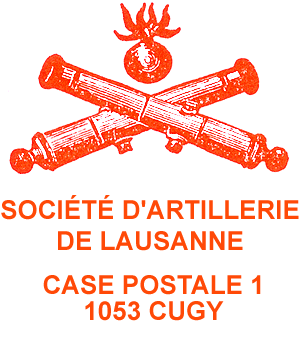 SOCIÉTÉ D'ARTILLERIE
DE LAUSANNE
CASE POSTALE 1
1053 CUGY